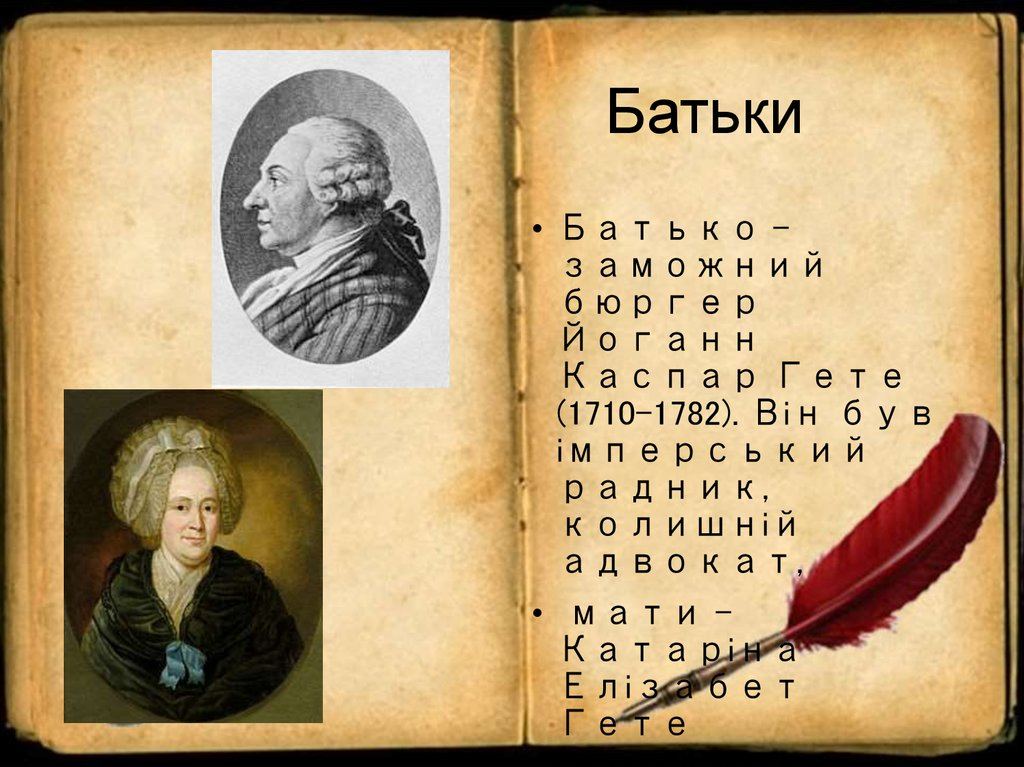 Батьки
• Батько –
заможний
бюргер
Йоганн
Каспар Гете
(1710-1782). Він був
імперський
радник,
колишній
адвокат,
• мати –
Катаріна
Елізабет
Гете